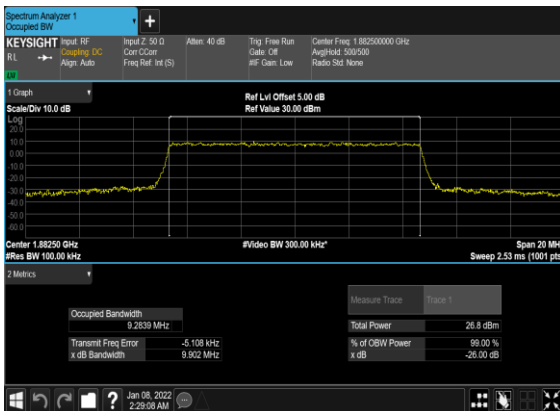 Spectrum Analyzer 1
Occupied BW
KEYSIGHT
RL
LV
Input: RF
Coupling: DC
Align: Auto
Input Z: 50 Ω
Corr CCorr
Freq Ref: Int (S)
Atten: 40 dB
Trig: Free Run
Gate: Off
#IF Gain: Low
Center Freq: 1.882500000 GHz
Avg|Hold: 500/500
Radio Std: None
1 Graph
Scale/Div 10.0 dB
Ref Lvl Offset 5.00 dB
Ref Value 30.00 dBm
Log
20.0
10.0
0.00
-10.0
-20.0
-30.0
-40.0
-50.0
-60.0
Center 1.88250 GHz
#Res BW 100.00 kHz
#Video BW 300.00 kHz*
Span 20 MH
Sweep 2.53 ms (1001 pts
2 Metrics
Measure Trace
Trace 1
Occupied Bandwidth
9.2839 MHz
Total Power
26.8 dBm
Transmit Freq Error
-5.108 kHz
% of OBW Power
99.00 %
x dB Bandwidth
9.902 MHz
x dB
-26.00 dB
?
Jan 08, 2022
2:29:08 AM